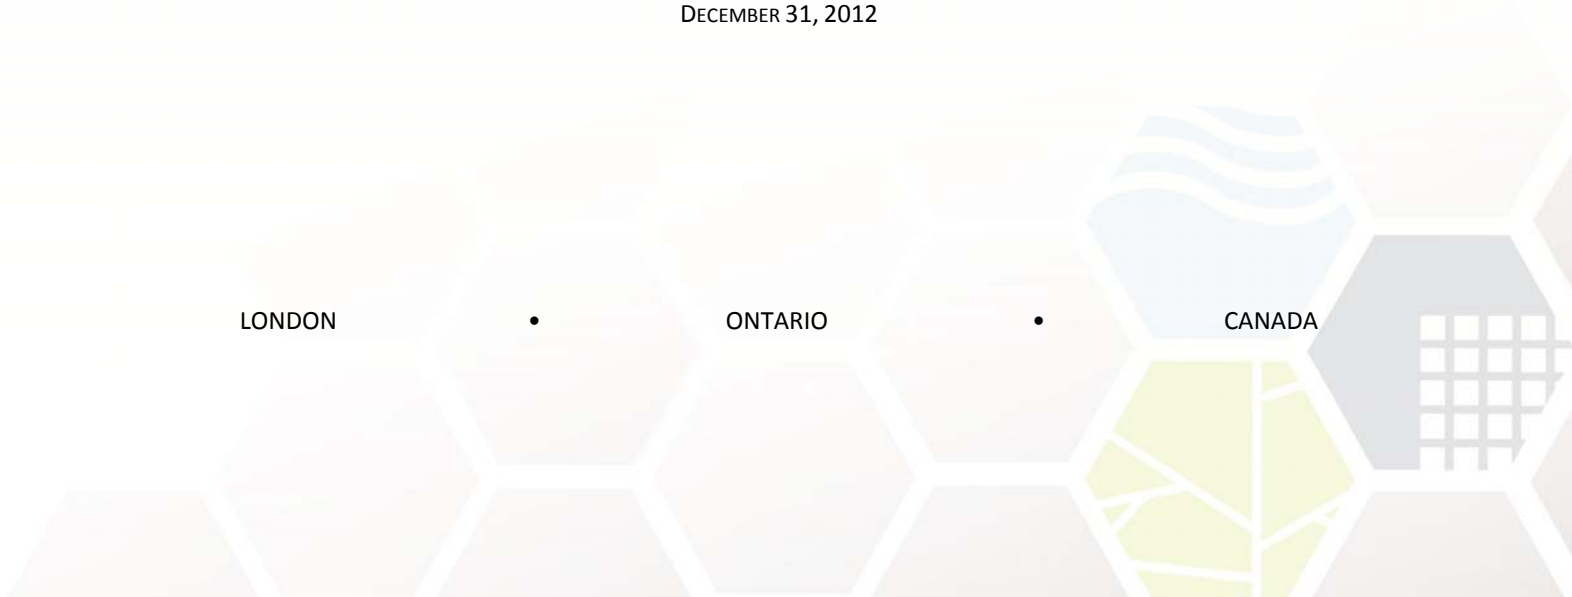 DECEMBER 31, 2012
LONDON • ONTARIO • CANADA